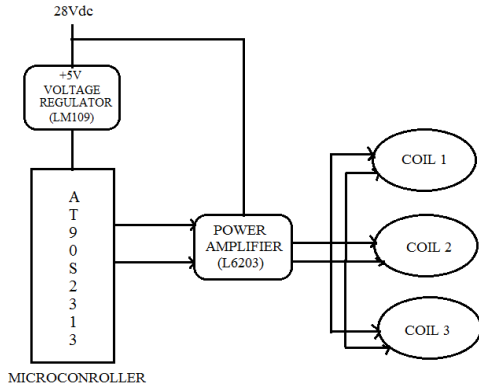 28Vdc
+5V
VOLTAGE
REGULATOR
(LM109)
A
T
9
0
S
2
3
1
3
MICROCONROLLER
POWER
AMPLIFIER
(L6203)
COIL 1
COIL 2
COIL 3